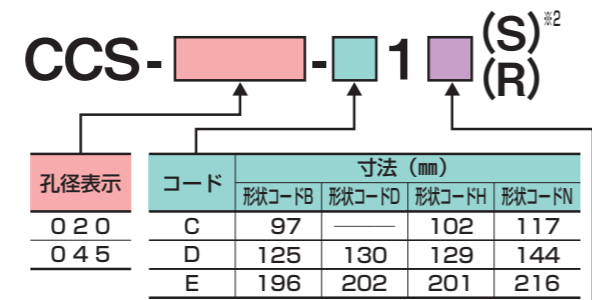 CCS- - 1 (S)※2
(R)
孔径表示 コード 寸法（㎜）
形状コードB 形状コードD 形状コードH 形状コードN
020 C 97 —— 102 117
045 D 125 130 129 144
E 196 202 201 216